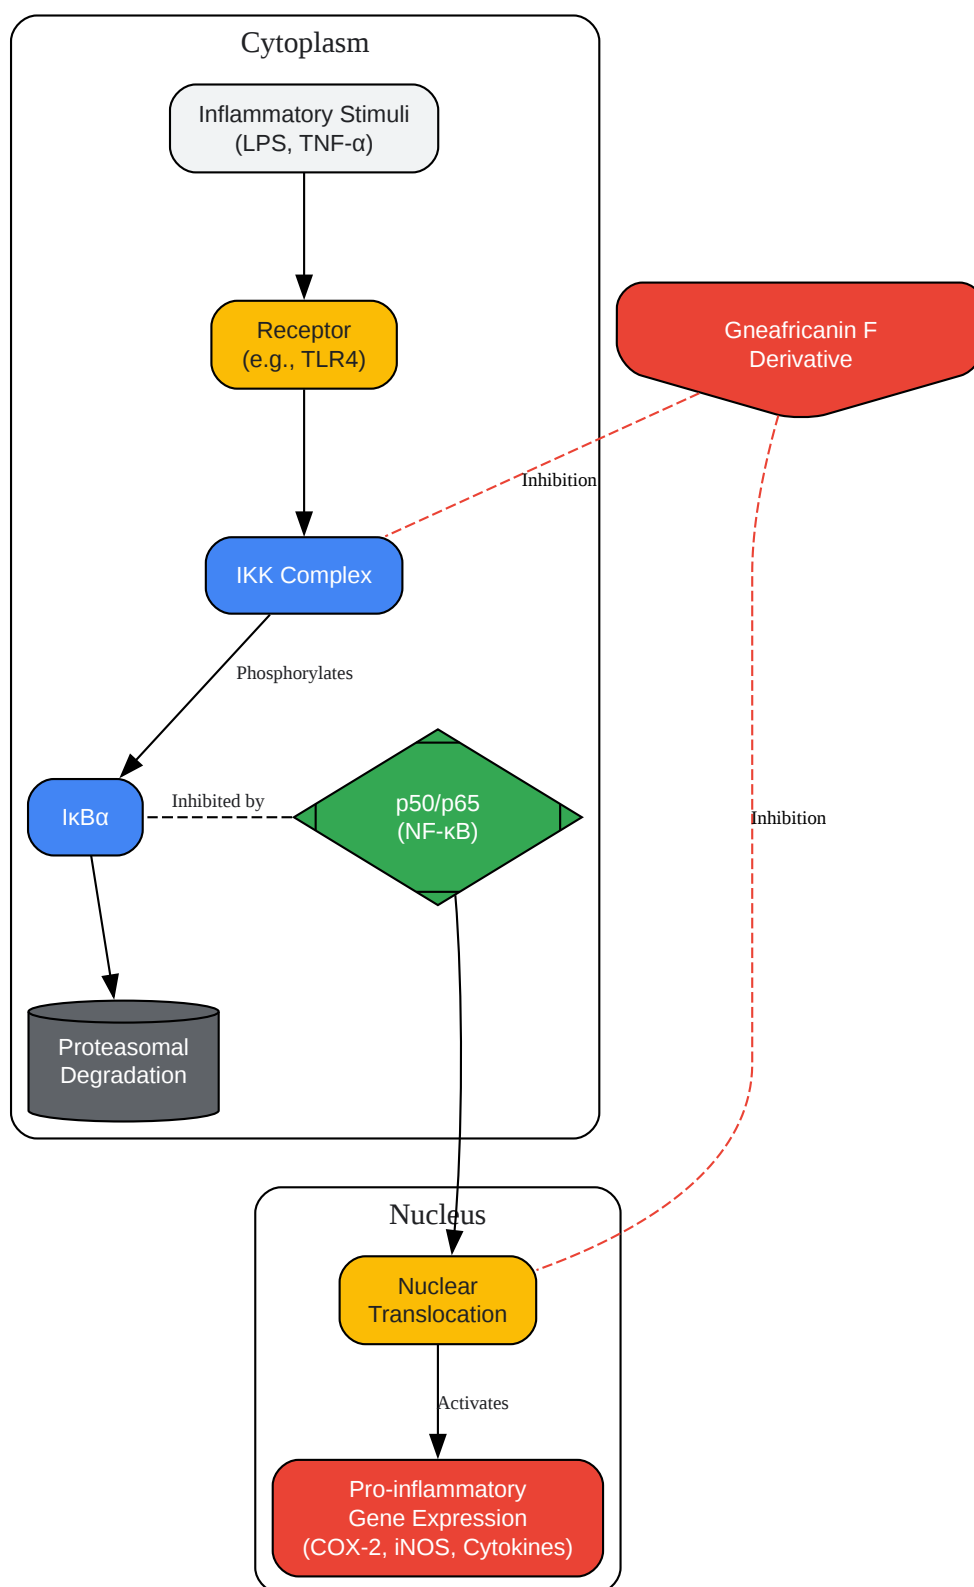 Cytoplasm
Inflammatory Stimuli
(LPS, TNF-α)
Receptor
(e.g., TLR4)
Gneafricanin F
Derivative
Inhibition
IKK Complex
Phosphorylates
IκBα
Inhibited by
p50/p65
(NF-κB)
Inhibition
Proteasomal
Degradation
Nucleus
Nuclear
Translocation
Activates
Pro-inflammatory
Gene Expression
(COX-2, iNOS, Cytokines)